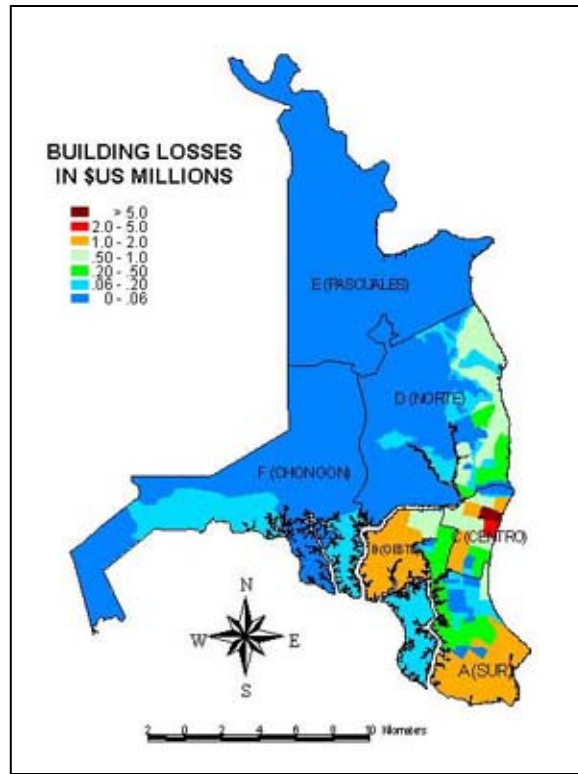 BUILDING LOSSES
IN $US MILLIONS
> 5.0
2.0 - 5.0
1.0 - 2.0
.50 - 1.0
.20 - .50
.06 - .20
0 - .06
E (PASCUALES)
D (NORTE)
F (CHONGON)
C (CENTRO)
B (OESTE)
A (SUR)
N
W E
S
2 0 2 4 6 8 10 Kilometers